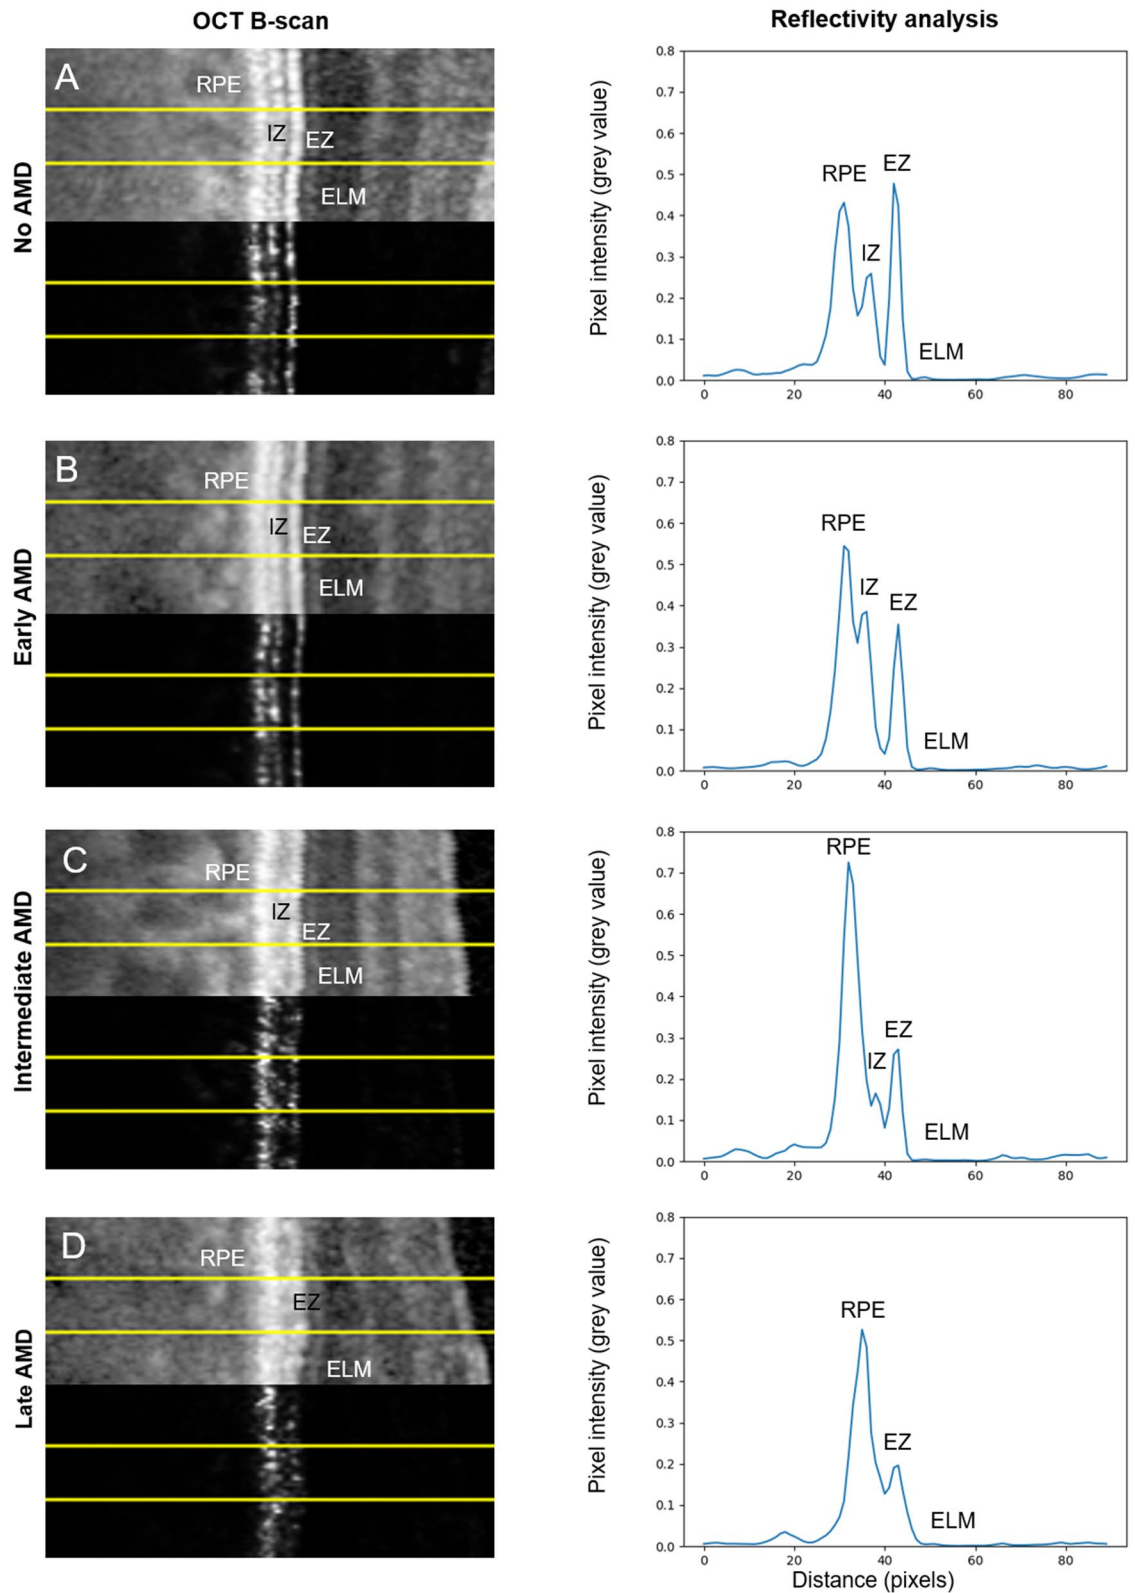 OCT B-scan
Reflectivity analysis
No AMD
A
RPE
IZ
EZ
ELM
Pixel intensity (grey value)
0.8
0.7
0.6
0.5
0.4
0.3
0.2
0.1
0.0
RPE
IZ
EZ
ELM
0 20 40 60 80
Early AMD
B
RPE
IZ
EZ
ELM
Pixel intensity (grey value)
0.8
0.7
0.6
0.5
0.4
0.3
0.2
0.1
0.0
RPE
IZ
EZ
ELM
0 20 40 60 80
Intermediate AMD
C
RPE
IZ
EZ
ELM
Pixel intensity (grey value)
0.8
0.7
0.6
0.5
0.4
0.3
0.2
0.1
0.0
RPE
IZ
EZ
ELM
0 20 40 60 80
Late AMD
D
RPE
EZ
ELM
Pixel intensity (grey value)
0.8
0.7
0.6
0.5
0.4
0.3
0.2
0.1
0.0
RPE
EZ
ELM
0 20 40 60 80
Distance (pixels)